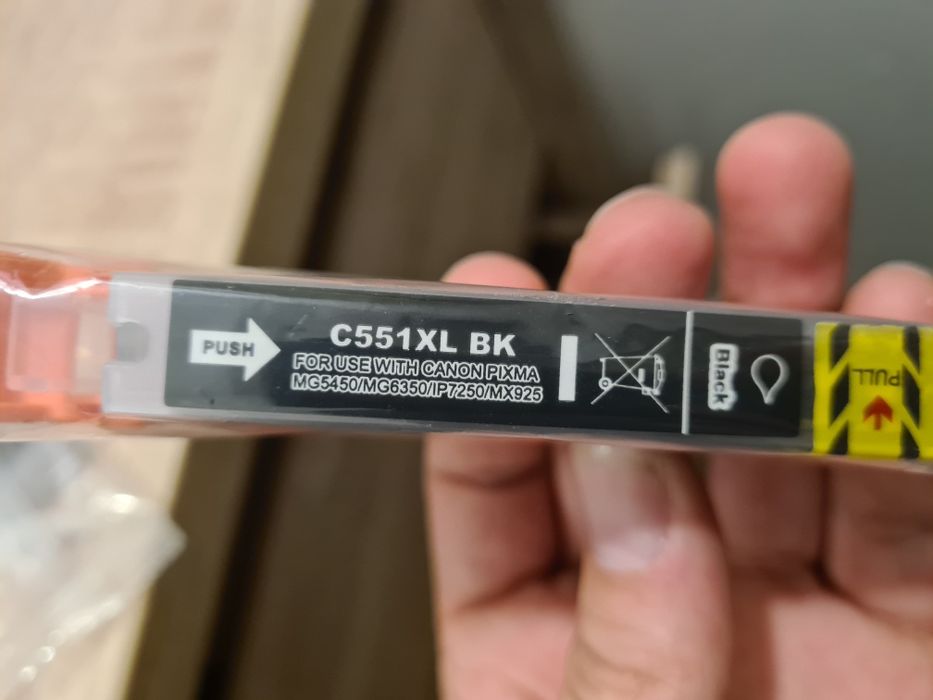 PUSH
C551XL BK
FOR USE WITH CANON PIXMA
MG5450/MG6350/IP7250/MX925
Black
PULL